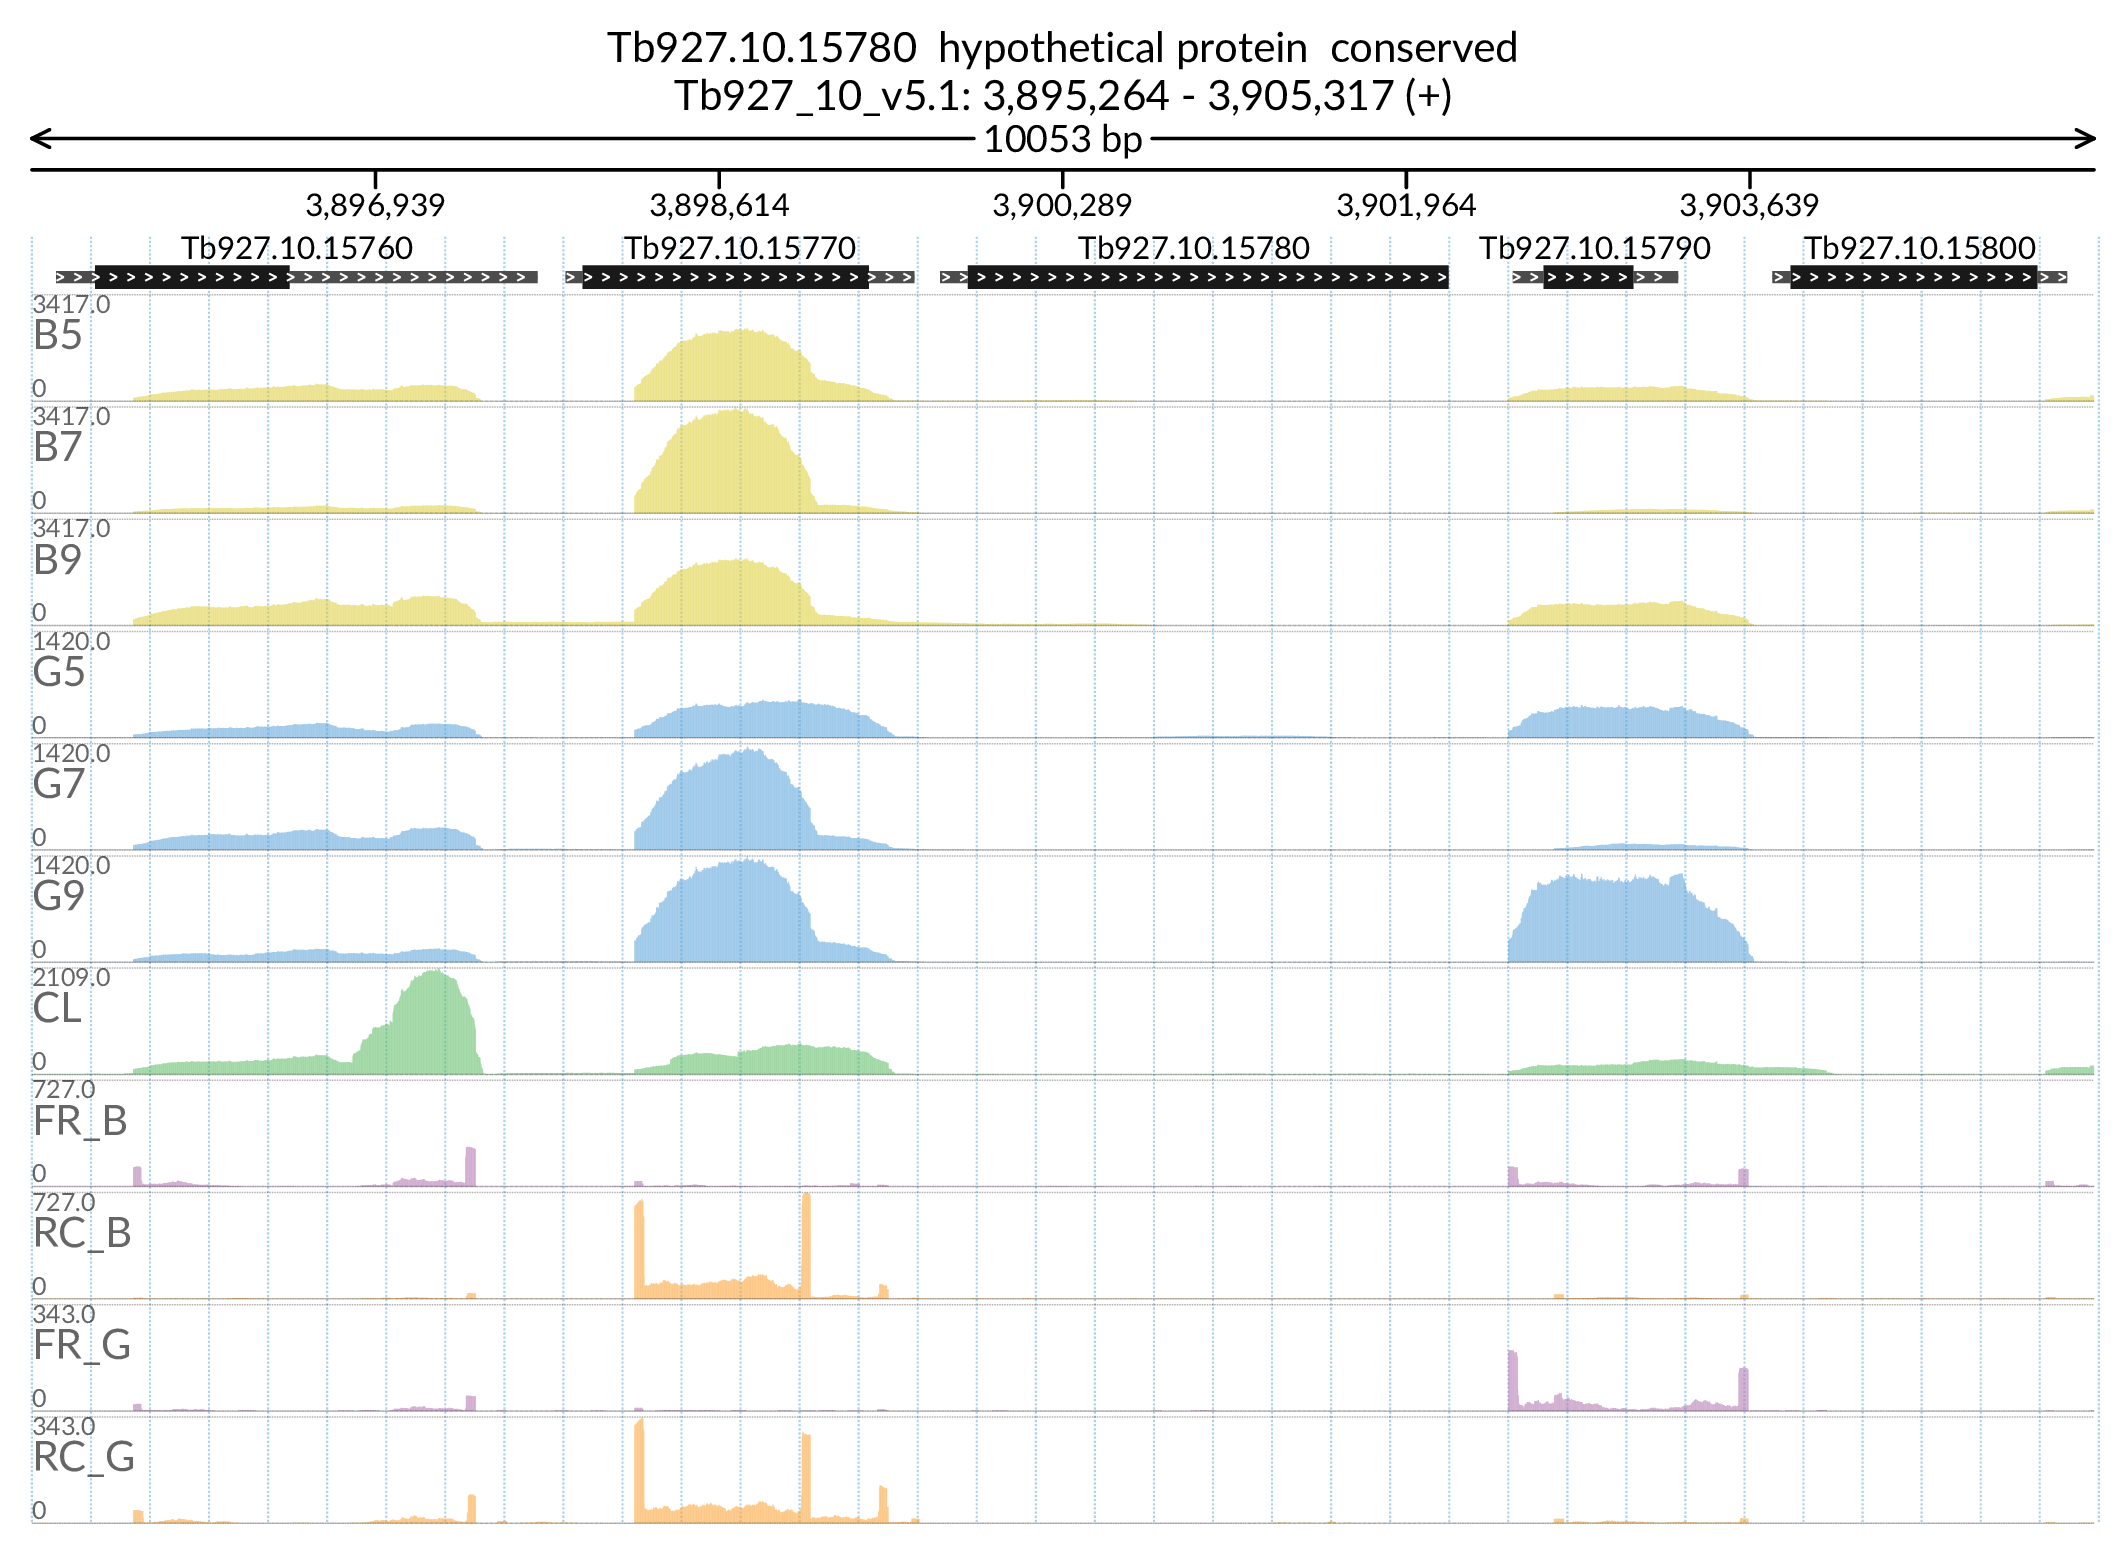 Tb927.10.15780 hypothetical protein conserved
Tb927_10_v5.1: 3,895,264 - 3,905,317 (+)
10053 bp
3,896,939 3,898,614 3,900,289 3,901,964 3,903,639
Tb927.10.15760 Tb927.10.15770 Tb927.10.15780 Tb927.10.15790 Tb927.10.15800
3417.0
B5
0
3417.0
B7
0
3417.0
B9
0
1420.0
G5
0
1420.0
G7
0
1420.0
G9
0
2109.0
CL
0
727.0
FR_B
0
727.0
RC_B
0
343.0
FR_G
0
343.0
RC_G
0